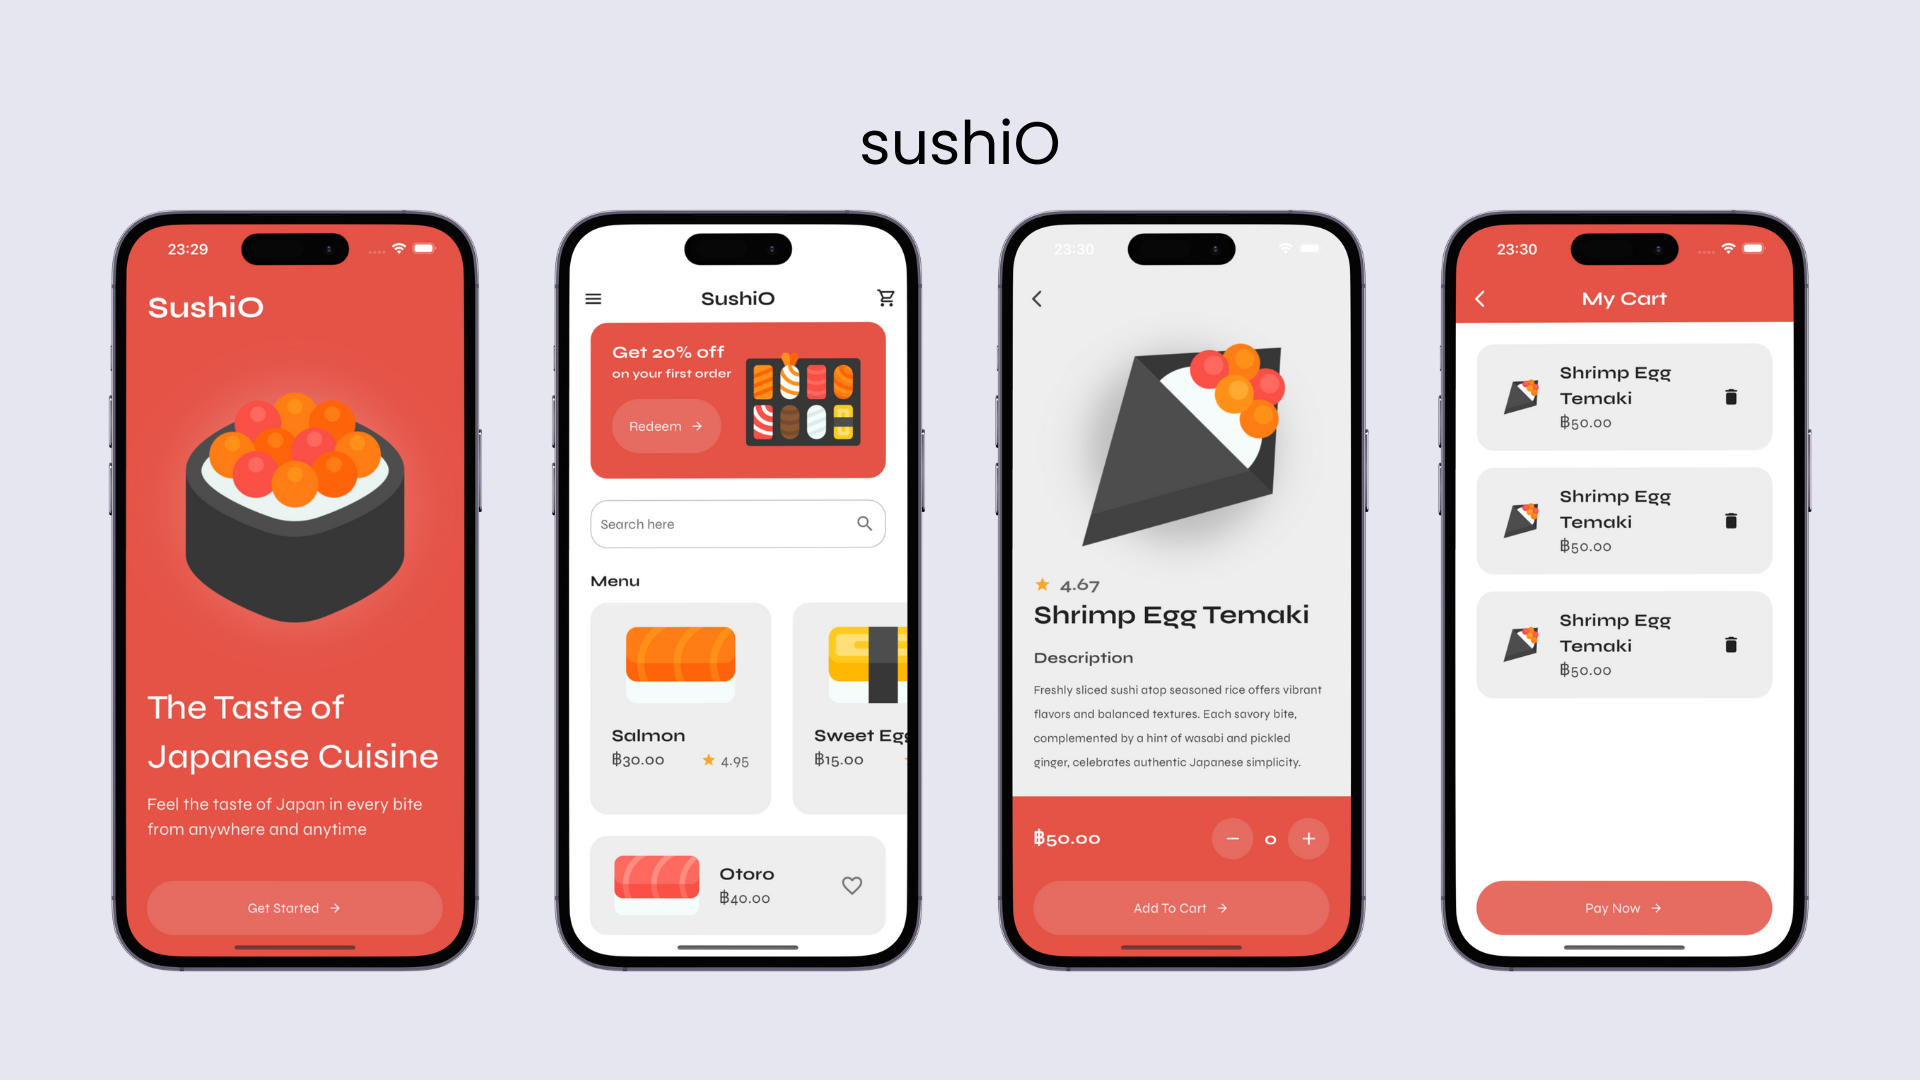 sushiO
23:29
SushiO
The Taste of
Japanese Cuisine
Feel the taste of Japan in every bite
from anywhere and anytime
Get Started →
SushiO
Get 20% off
on your first order
Redeem →
Search here
Menu
Salmon
฿30.00
4.95
Sweet Egg
฿15.00
Otoro
฿40.00
23:30
4.67
Shrimp Egg Temaki
Description
Freshly sliced sushi atop seasoned rice offers vibrant
flavors and balanced textures. Each savory bite,
complemented by a hint of wasabi and pickled
ginger, celebrates authentic Japanese simplicity.
฿50.00
− 0 +
Add To Cart →
23:30
My Cart
Shrimp Egg
Temaki
฿50.00
Shrimp Egg
Temaki
฿50.00
Shrimp Egg
Temaki
฿50.00
Pay Now →